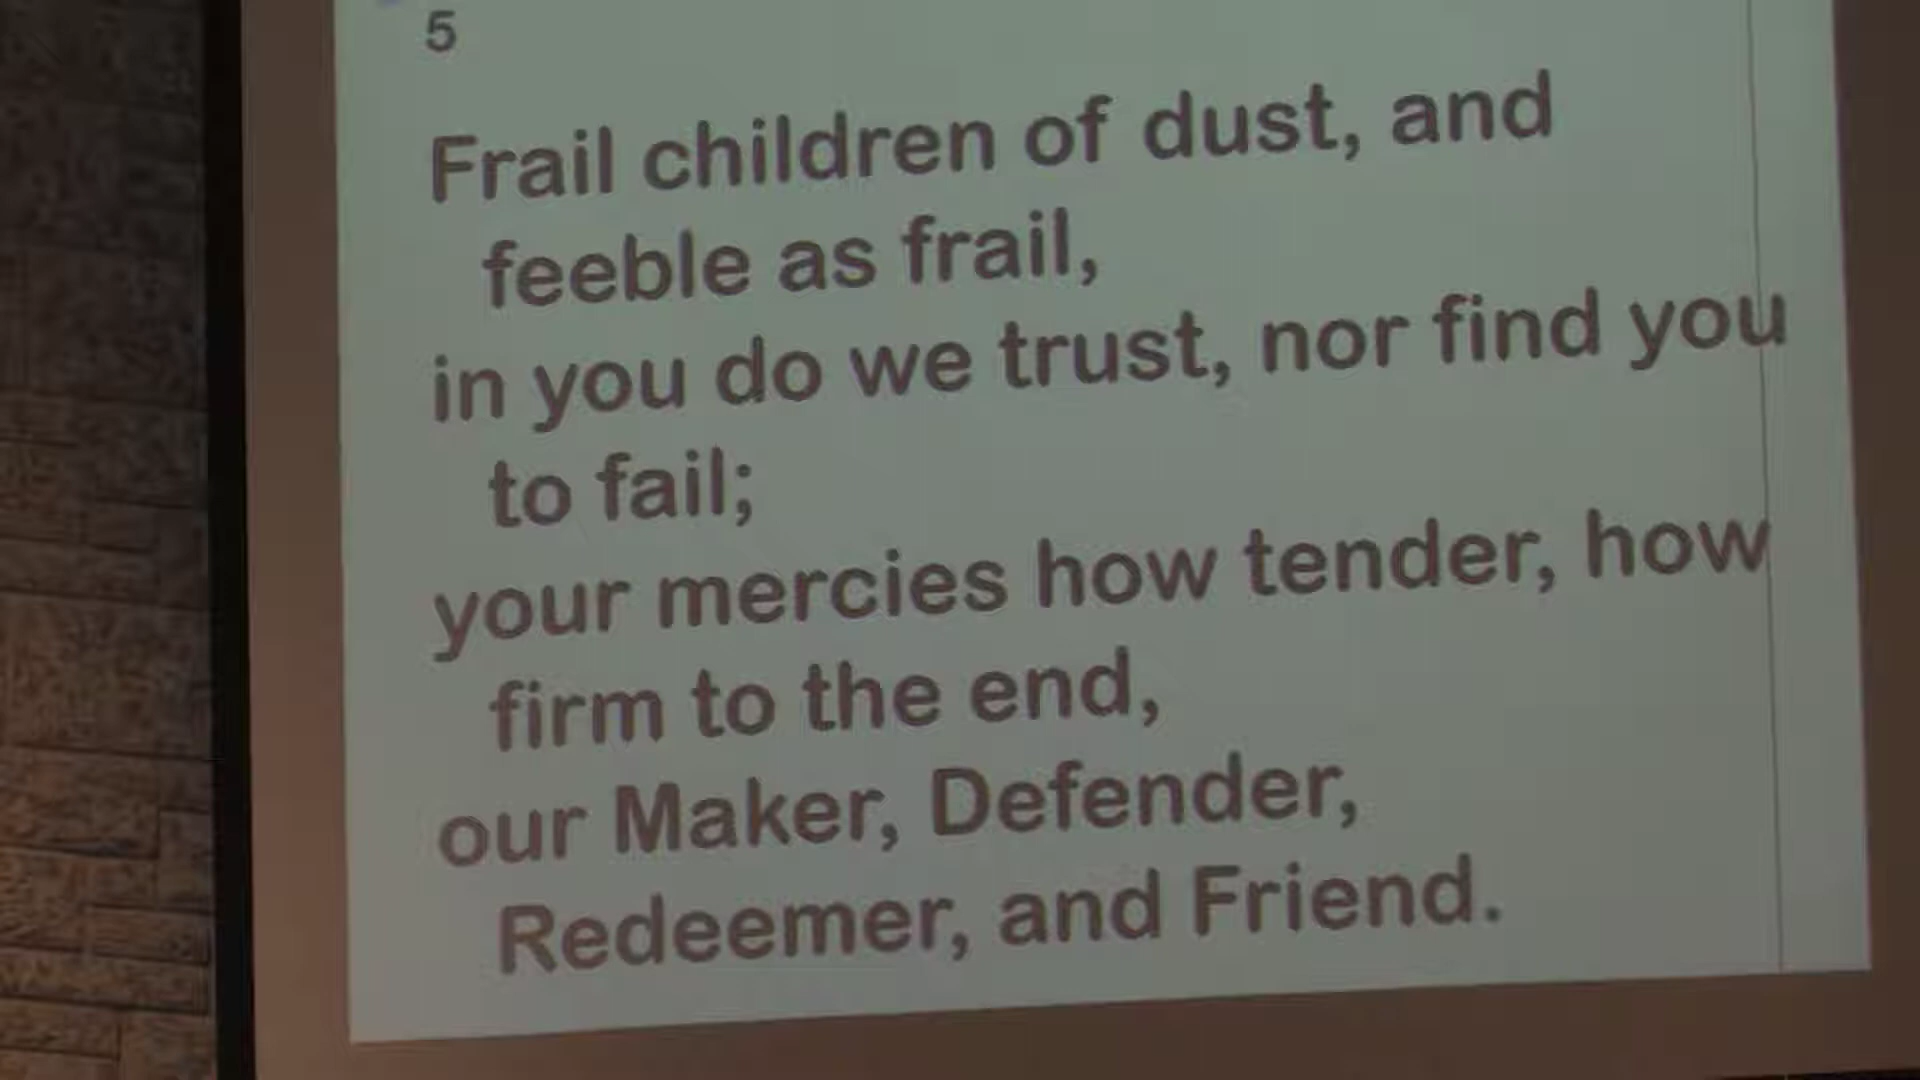 5
Frail children of dust, and
feeble as frail,
in you do we trust, nor find you
to fail;
your mercies how tender, how
firm to the end,
our Maker, Defender,
Redeemer, and Friend.